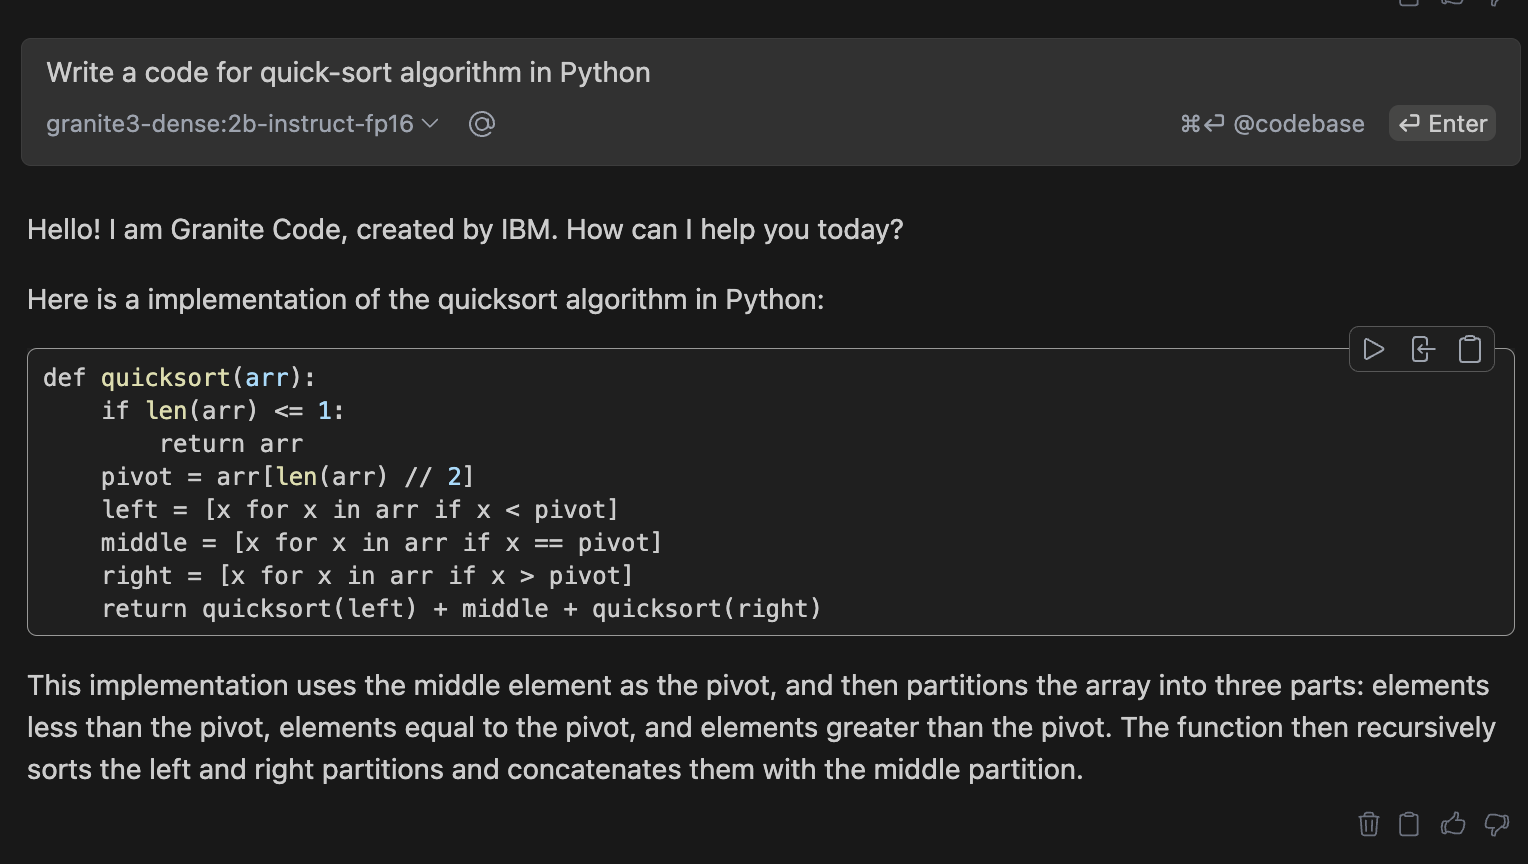 Write a code for quick-sort algorithm in Python
granite3-dense:2b-instruct-fp16 @ ⌘⏎ @codebase ⏎ Enter
Hello! I am Granite Code, created by IBM. How can I help you today?
Here is a implementation of the quicksort algorithm in Python:
def quicksort(arr):
    if len(arr) <= 1:
        return arr
    pivot = arr[len(arr) // 2]
    left = [x for x in arr if x < pivot]
    middle = [x for x in arr if x == pivot]
    right = [x for x in arr if x > pivot]
    return quicksort(left) + middle + quicksort(right)
This implementation uses the middle element as the pivot, and then partitions the array into three parts: elements
less than the pivot, elements equal to the pivot, and elements greater than the pivot. The function then recursively
sorts the left and right partitions and concatenates them with the middle partition.